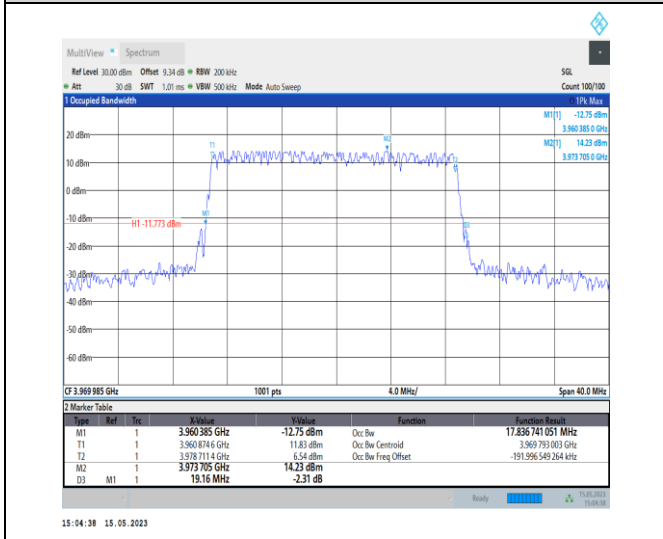 MultiView Spectrum
Ref Level 30.00 dBm Offset 9.34 dB RBW 200 kHz SGL
Att 30 dB SWT 1.01 ms VBW 500 kHz Mode Auto Sweep Count 100/100
1 Occupied Bandwidth 1Pk Max
M1[1] -12.75 dBm
3.960 385 0 GHz
M2[1] 14.23 dBm
3.973 705 0 GHz
20 dBm
T1
M2
T2
10 dBm
0 dBm
-10 dBm
M1
H1 -11.773 dBm
D3
-20 dBm
-30 dBm
-40 dBm
-50 dBm
-60 dBm
CF 3.969 985 GHz 1001 pts 4.0 MHz/ Span 40.0 MHz
2 Marker Table
Type Ref Trc X-Value Y-Value Function Function Result
M1 1 3.960 385 GHz -12.75 dBm Occ Bw 17.836 741 051 MHz
T1 1 3.960 874 6 GHz 11.83 dBm Occ Bw Centroid 3.969 793 003 GHz
T2 1 3.978 711 4 GHz 6.54 dBm Occ Bw Freq Offset -191.996 549 264 kHz
M2 1 3.973 705 GHz 14.23 dBm
D3 M1 1 19.16 MHz -2.31 dB
Ready 15.05.2023
15:04:38
15:04:38 15.05.2023